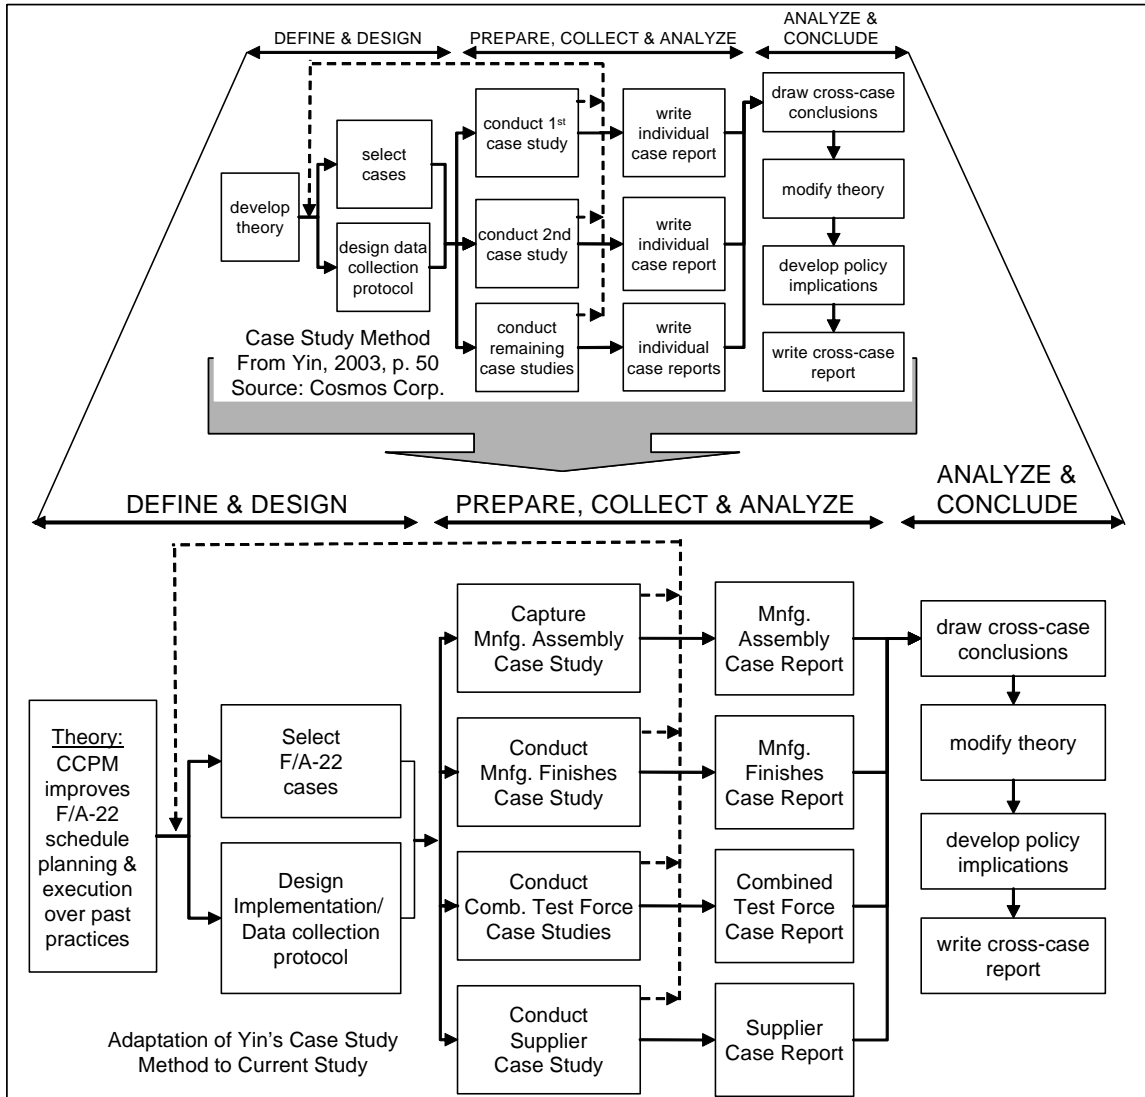 DEFINE & DESIGN
PREPARE, COLLECT & ANALYZE
ANALYZE &
CONCLUDE
develop
theory
select
cases
design data
collection
protocol
conduct 1st
case study
conduct 2nd
case study
conduct
remaining
case studies
write
individual
case report
write
individual
case report
write
individual
case reports
draw cross-case
conclusions
modify theory
develop policy
implications
write cross-case
report
Case Study Method
From Yin, 2003, p. 50
Source: Cosmos Corp.
DEFINE & DESIGN
PREPARE, COLLECT & ANALYZE
ANALYZE &
CONCLUDE
Theory:
CCPM
improves
F/A-22
schedule
planning &
execution
over past
practices
Select
F/A-22
cases
Design
Implementation/
Data collection
protocol
Capture
Mnfg. Assembly
Case Study
Conduct
Mnfg. Finishes
Case Study
Conduct
Comb. Test Force
Case Studies
Conduct
Supplier
Case Study
Mnfg.
Assembly
Case Report
Mnfg.
Finishes
Case Report
Combined
Test Force
Case Report
Supplier
Case Report
draw cross-case
conclusions
modify theory
develop policy
implications
write cross-case
report
Adaptation of Yin's Case Study
Method to Current Study